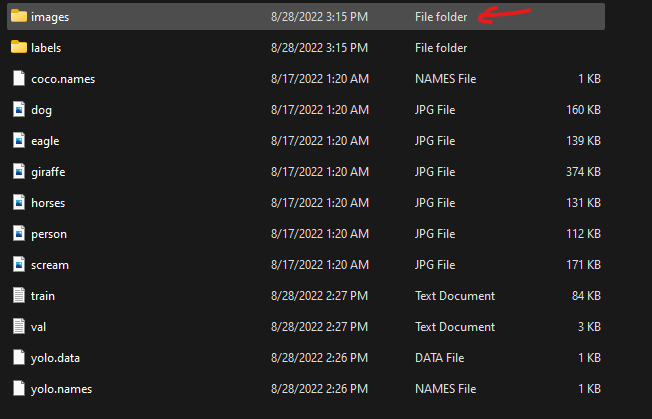 images 8/28/2022 3:15 PM File folder
labels 8/28/2022 3:15 PM File folder
coco.names 8/17/2022 1:20 AM NAMES File 1 KB
dog 8/17/2022 1:20 AM JPG File 160 KB
eagle 8/17/2022 1:20 AM JPG File 139 KB
giraffe 8/17/2022 1:20 AM JPG File 374 KB
horses 8/17/2022 1:20 AM JPG File 131 KB
person 8/17/2022 1:20 AM JPG File 112 KB
scream 8/17/2022 1:20 AM JPG File 171 KB
train 8/28/2022 2:27 PM Text Document 84 KB
val 8/28/2022 2:27 PM Text Document 3 KB
yolo.data 8/28/2022 2:26 PM DATA File 1 KB
yolo.names 8/28/2022 2:26 PM NAMES File 1 KB